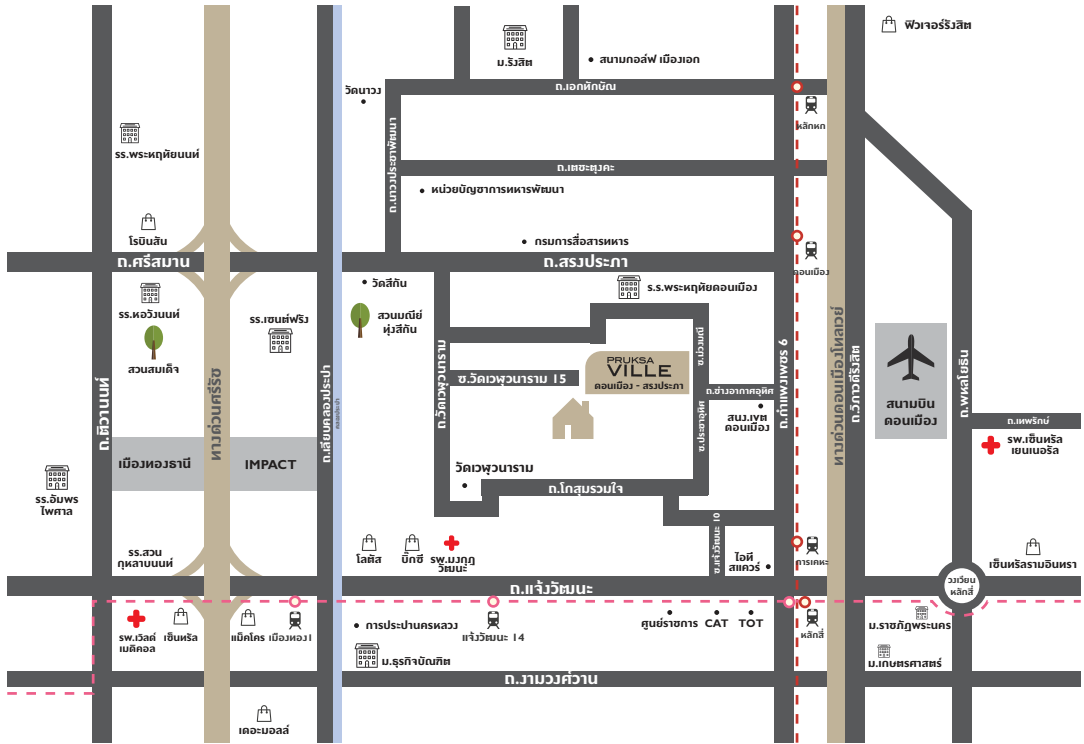 ฟิวเจอร์รังสิต
ม.รังสิต
สนามกอล์ฟ เมืองเอก
ถ.เอกทักษิณ
วัดนาวง
หลักหก
รร.พระหฤทัยนนท์
ถ.เตชะตุงคะ
หน่วยบัญชาการทหารพัฒนา
โรบินสัน
กรมการสื่อสารทหาร
ถ.ศรีสมาน
ถ.สรงประภา
ดอนเมือง
วัดสีกัน
ร.ร.พระหฤทัยดอนเมือง
รร.หอวังนนท์
รร.เซนต์ฟรัง
สวนมณีย์
ทุ่งสีกัน
สวนสมเด็จ
ทางด่วนศรีรัช
ถ.ติวานนท์
ถ.เลียบคลองประปา
คลองประปา
ถ.วัดเวฬุวนาราม
ซ.วัดเวฬุวนาราม 15
PRUKSA
VILLE
ดอนเมือง - สรงประภา
ถ.ช่างอากาศอุทิศ
ซ.ประชาอุทิศ
สนง.เขต
ดอนเมือง
ถ.กำแพงเพชร 6
ทางด่วนดอนเมืองโทลเวย์
ถ.วิภาวดีรังสิต
สนามบิน
ดอนเมือง
ถ.พหลโยธิน
ถ.เทพรักษ์
รพ.เซ็นทรัล
เยนเนอรัล
เมืองทองธานี
IMPACT
รร.อัมพร
ไพศาล
วัดเวฬุวนาราม
ถ.โกสุมรวมใจ
ซ.แจ้งวัฒนะ 10
รร.สวน
กุหลาบนนท์
โลตัส
บิ๊กซี
รพ.มงกุฎ
วัฒนะ
ไอที
สแควร์
การเคหะ
เซ็นทรัลรามอินทรา
ถ.แจ้งวัฒนะ
วงเวียน
หลักสี่
รพ.เวิลด์
เมดิคอล
เซ็นทรัล
แม็คโคร
เมืองทอง1
การประปานครหลวง
แจ้งวัฒนะ 14
ศูนย์ราชการ
CAT
TOT
หลักสี่
ม.ราชภัฏพระนคร
ม.ธุรกิจบัณฑิต
ม.เกษตรศาสตร์
ถ.งามวงศ์วาน
เดอะมอลล์